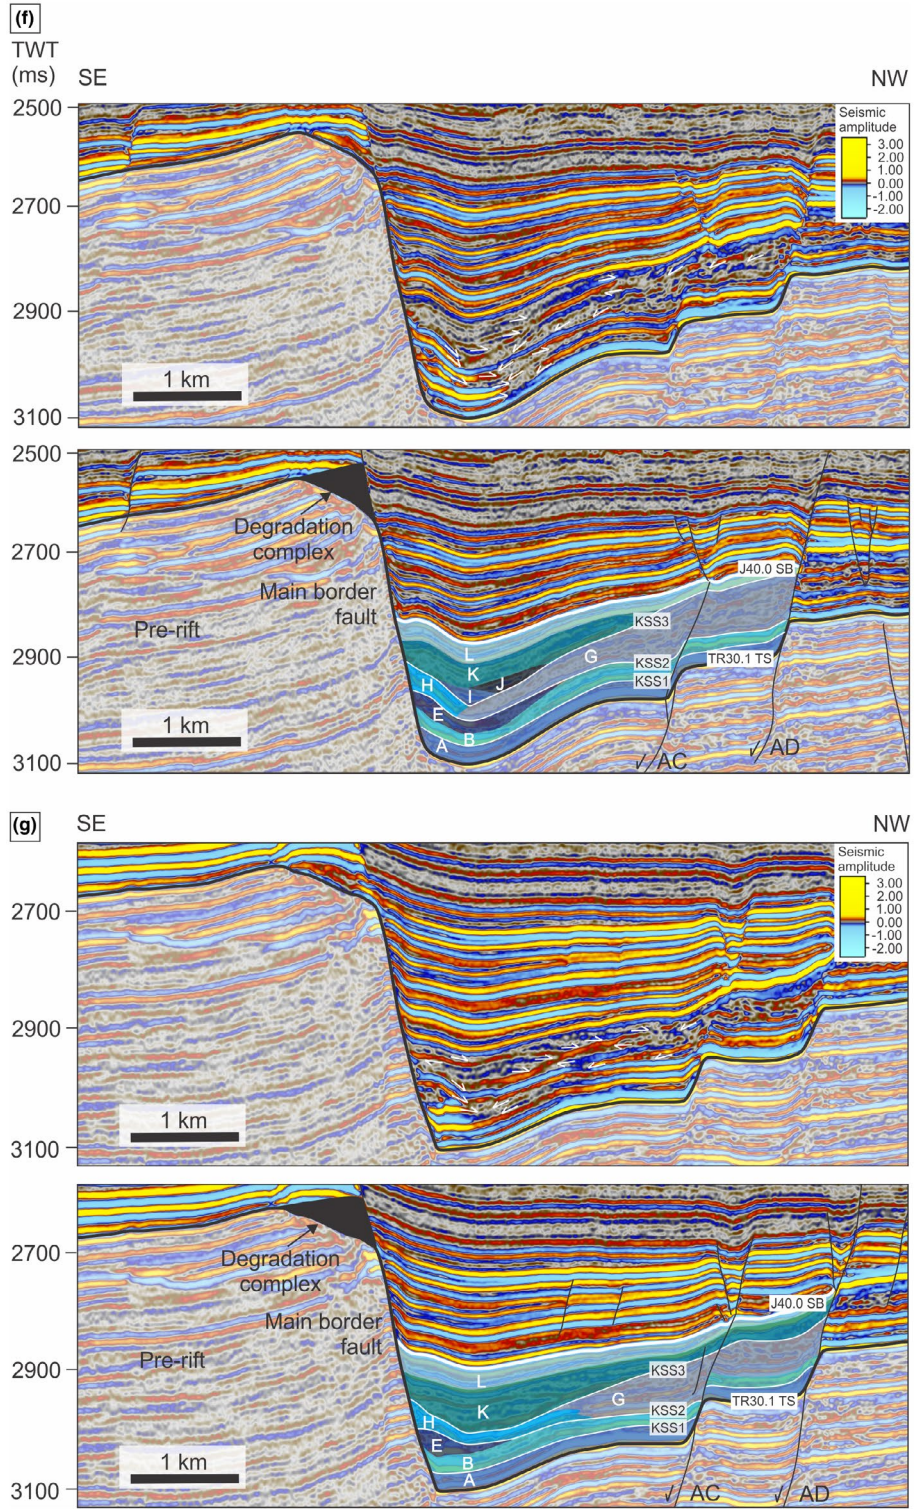 (f)
TWT
(ms)
SE
NW
2500
2700
2900
3100
Seismic
amplitude
3.00
2.00
1.00
0.00
-1.00
-2.00
1 km
2500
2700
2900
3100
Degradation
complex
Main border
fault
Pre-rift
J40.0 SB
KSS3
KSS2
KSS1
TR30.1 TS
L
K
J
I
H
G
E
B
A
AC
AD
1 km
(g)
SE
NW
2700
2900
3100
Seismic
amplitude
3.00
2.00
1.00
0.00
-1.00
-2.00
1 km
2700
2900
3100
Degradation
complex
Main border
fault
Pre-rift
J40.0 SB
KSS3
KSS2
KSS1
TR30.1 TS
L
K
G
H
E
B
A
AC
AD
1 km